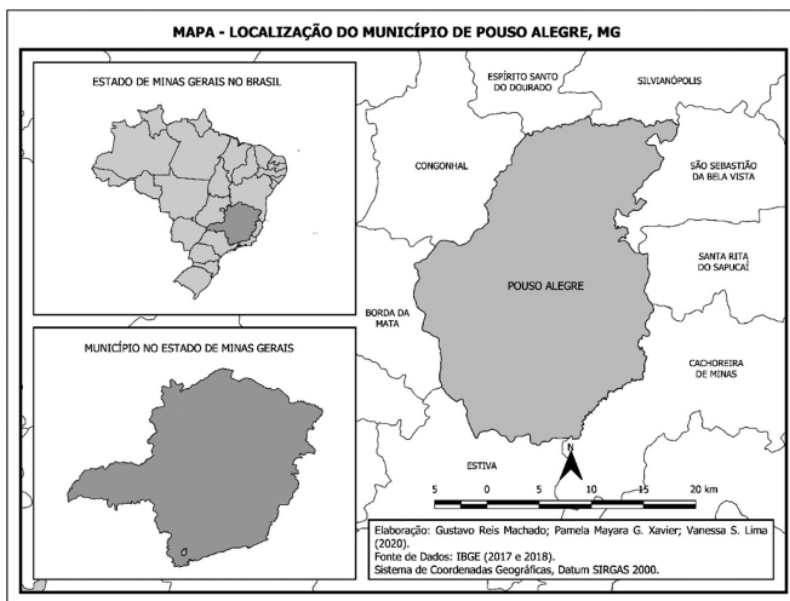 MAPA - LOCALIZAÇÃO DO MUNICÍPIO DE POUSO ALEGRE, MG
ESTADO DE MINAS GERAIS NO BRASIL
ESPÍRITO SANTO
DO DOURADO
SILVIANÓPOLIS
CONGONHAL
SÃO SEBASTIÃO
DA BELA VISTA
SANTA RITA
DO SAPUCAÍ
POUSO ALEGRE
BORDA DA
MATA
MUNICÍPIO NO ESTADO DE MINAS GERAIS
CACHOREIRA
DE MINAS
ESTIVA
N
5 0 5 10 15 20 km
Elaboração: Gustavo Reis Machado; Pamela Mayara G. Xavier; Vanessa S. Lima
(2020).
Fonte de Dados: IBGE (2017 e 2018).
Sistema de Coordenadas Geográficas, Datum SIRGAS 2000.